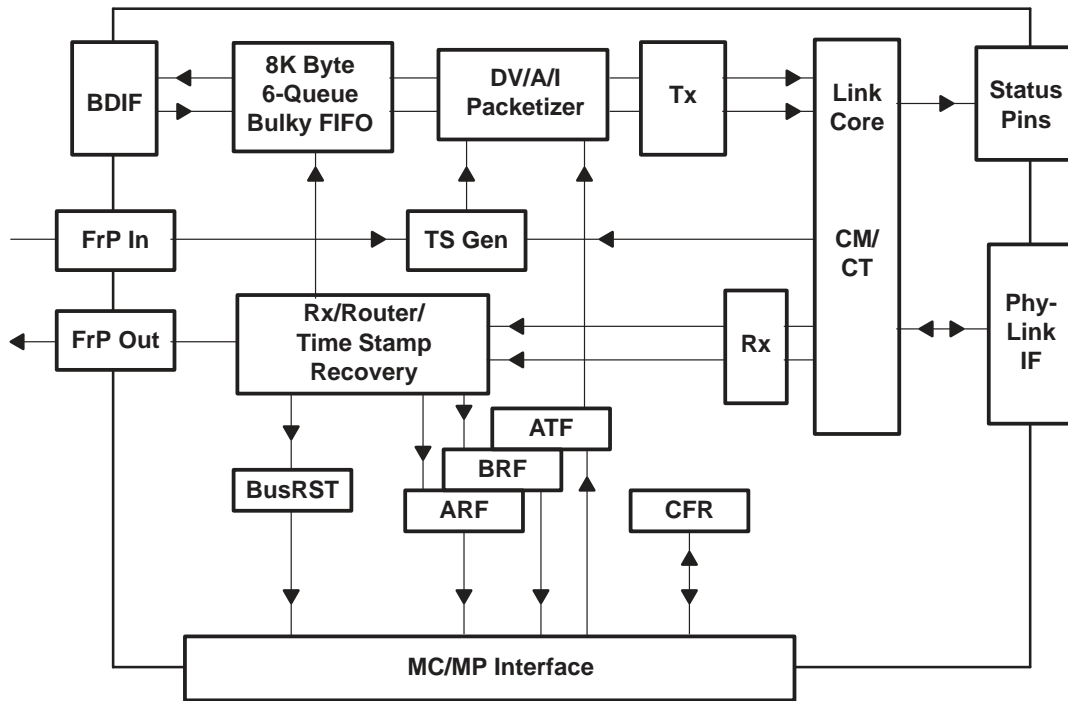 BDIF
8K Byte
6-Queue
Bulky FIFO
DV/A/I
Packetizer
Tx
Link
Core
CM/
CT
Status
Pins
FrP In
TS Gen
Phy-
Link
IF
FrP Out
Rx/Router/
Time Stamp
Recovery
Rx
ATF
BRF
ARF
BusRST
CFR
MC/MP Interface